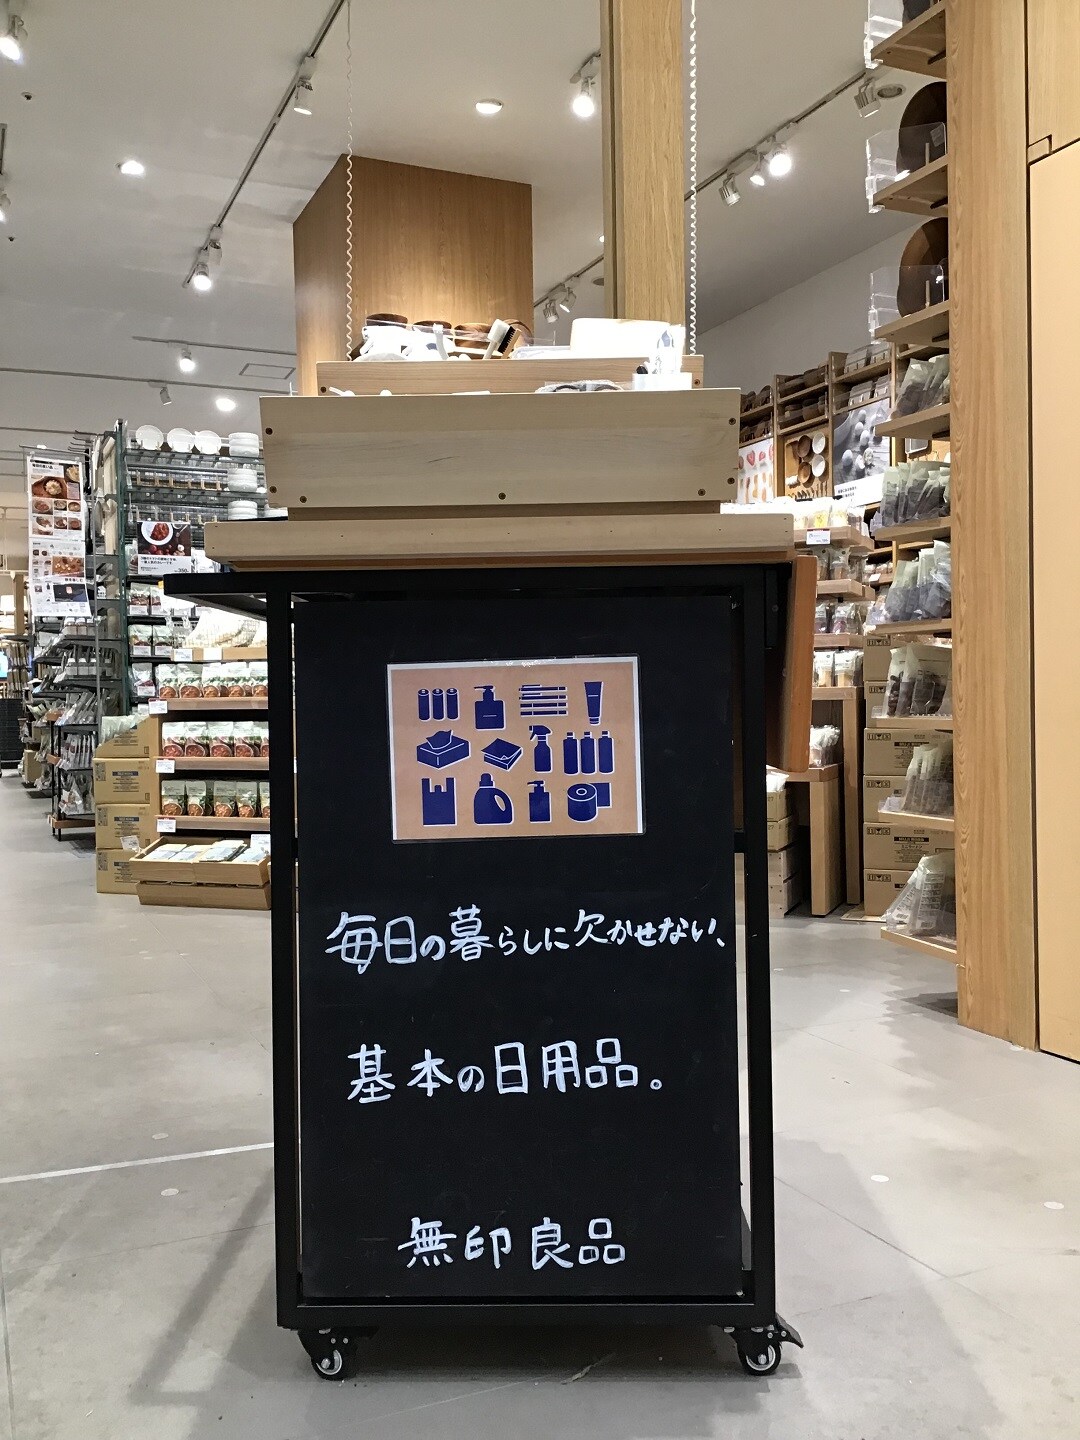 毎日の暮らしに欠かせない、
基本の日用品。
無印良品